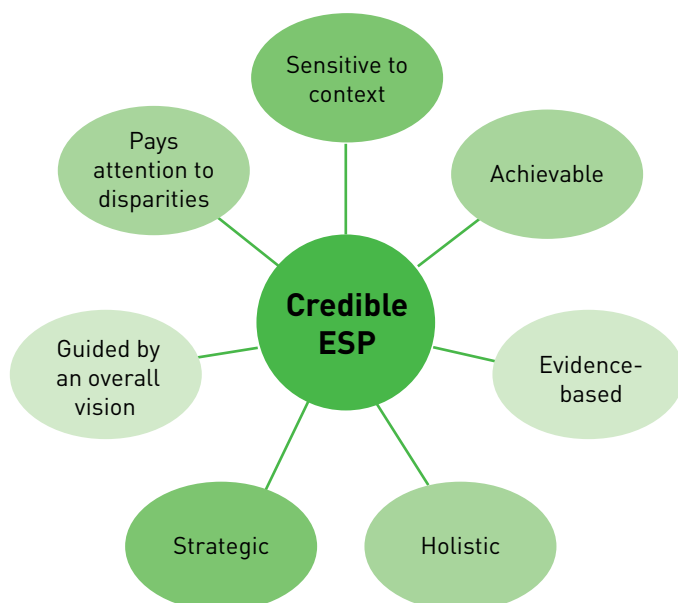 Sensitive to
context
Pays
attention to
disparities
Achievable
Credible
ESP
Guided by
an overall
vision
Evidence-
based
Strategic
Holistic